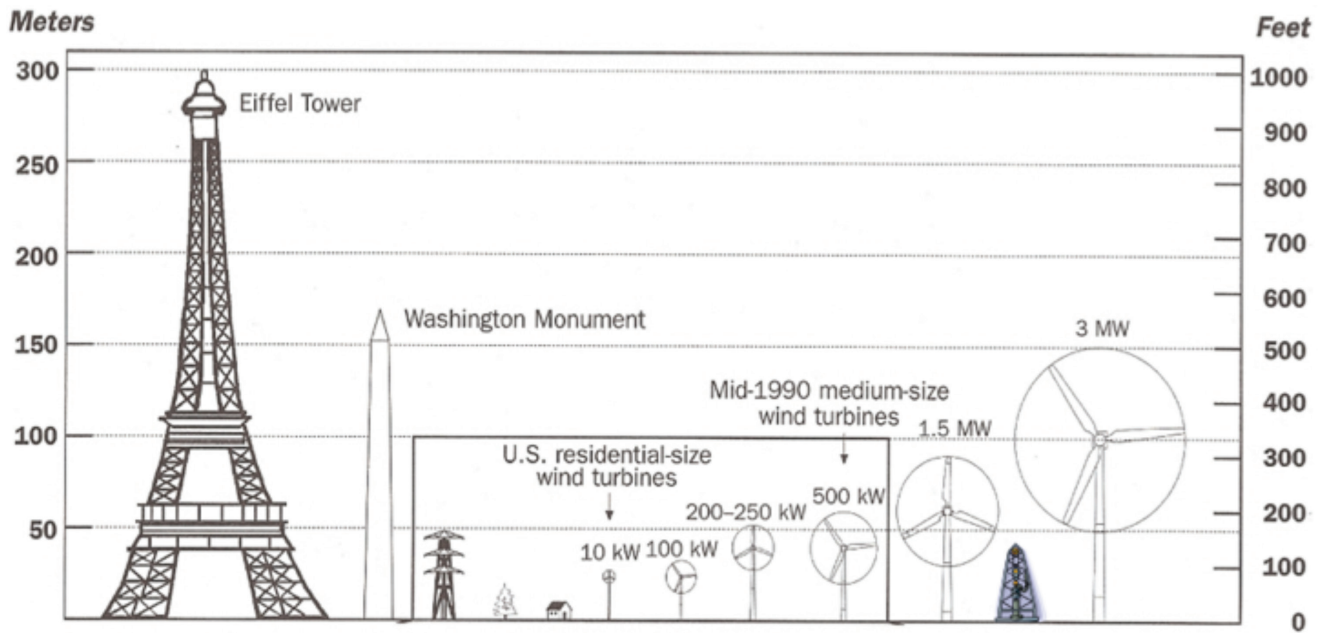 Meters
Feet
300
1000
Eiffel Tower
900
250
800
700
200
600
Washington Monument
3 MW
150
500
Mid-1990 medium-size
wind turbines
400
1.5 MW
100
U.S. residential-size
wind turbines
300
500 kW
200–250 kW
50
200
10 kW 100 kW
100
0